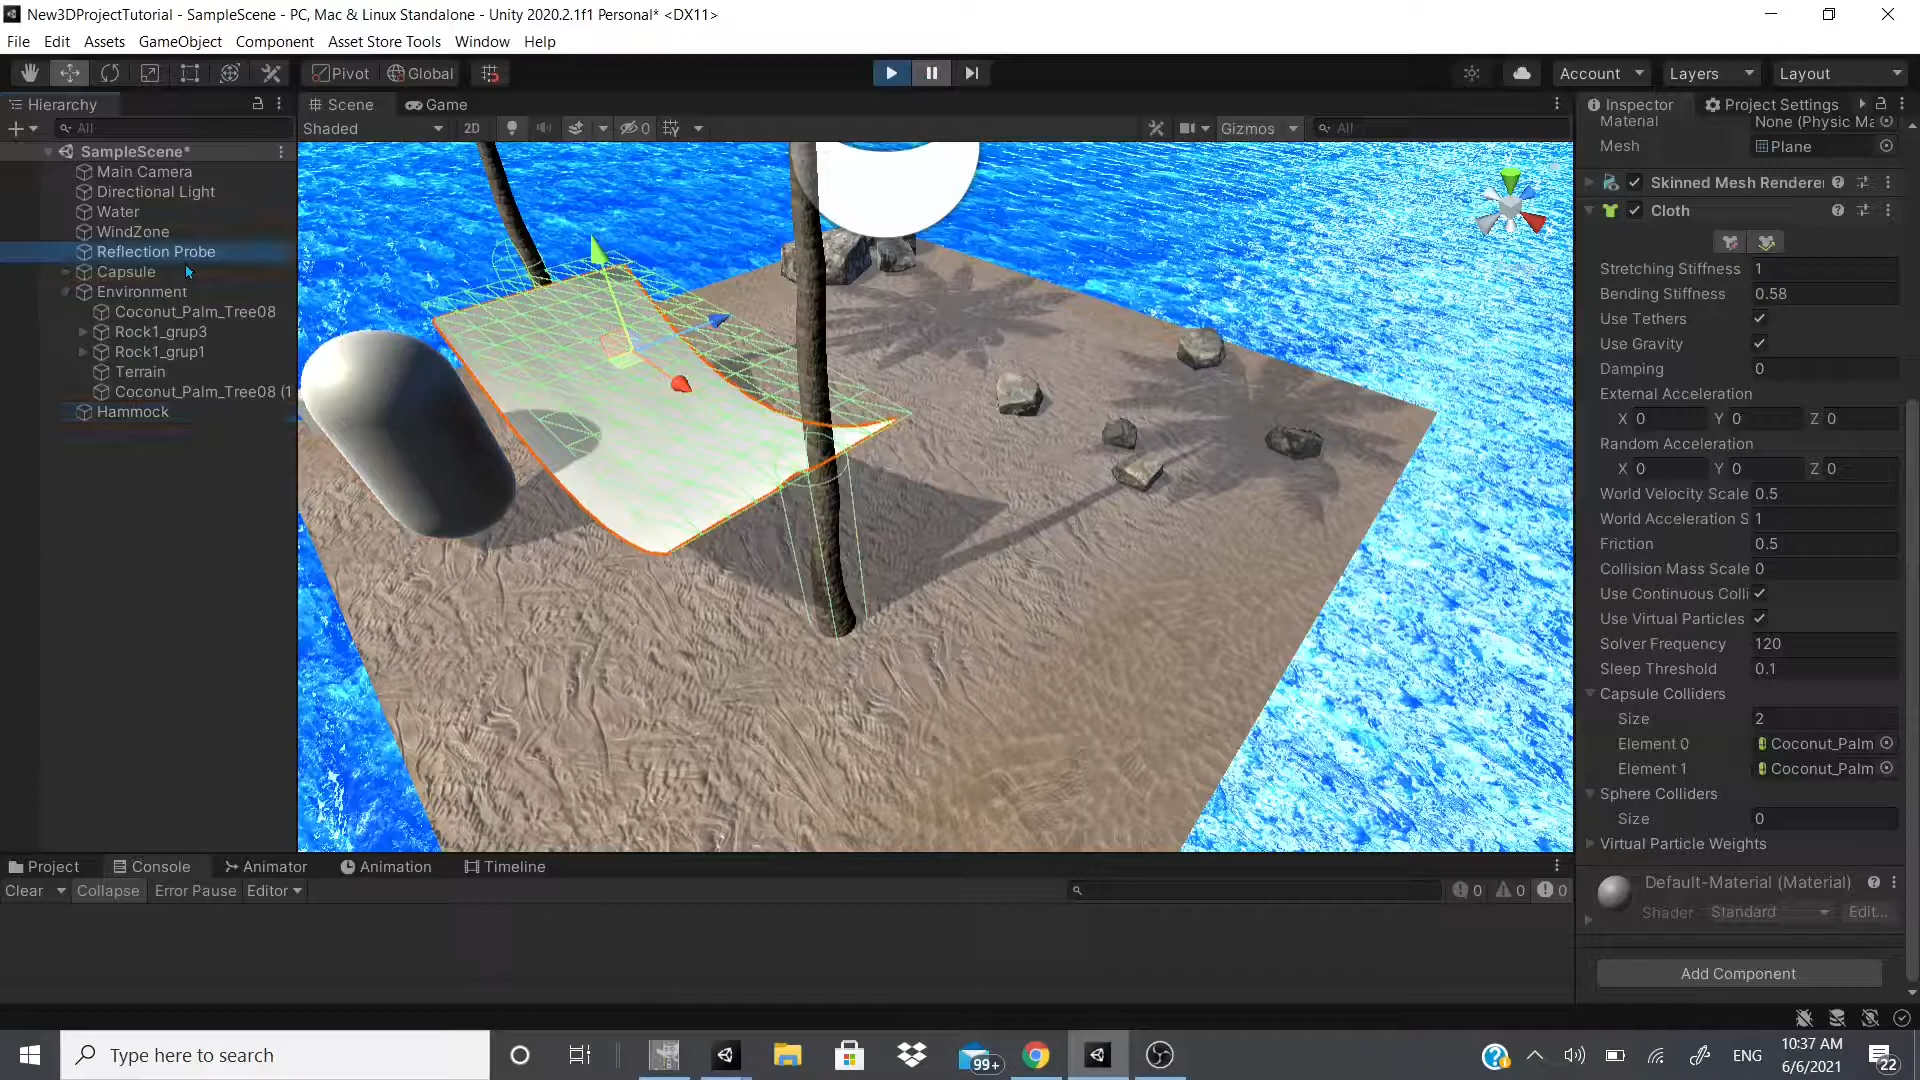 New3DProjectTutorial - SampleScene - PC, Mac & Linux Standalone - Unity 2020.2.1f1 Personal* <DX11>
File Edit Assets GameObject Component Asset Store Tools Window Help
Pivot Global Account Layers Layout
Hierarchy Scene Game Inspector Project Settings
All Shaded 2D 0 Gizmos All
Material None (Physic Ma
Mesh Plane
SampleScene*
Main Camera
Directional Light
Water
WindZone
Reflection Probe
Capsule
Environment
Coconut_Palm_Tree08
Rock1_grup3
Rock1_grup1
Terrain
Coconut_Palm_Tree08 (1
Hammock
Skinned Mesh Renderer
Cloth
Stretching Stiffness 1
Bending Stiffness 0.58
Use Tethers
Use Gravity
Damping 0
External Acceleration
X 0 Y 0 Z 0
Random Acceleration
X 0 Y 0 Z 0
World Velocity Scale 0.5
World Acceleration S 1
Friction 0.5
Collision Mass Scale 0
Use Continuous Colli
Use Virtual Particles
Solver Frequency 120
Sleep Threshold 0.1
Capsule Colliders
Size 2
Element 0 Coconut_Palm
Element 1 Coconut_Palm
Sphere Colliders
Size 0
Virtual Particle Weights
Default-Material (Material)
Shader Standard Edit...
Add Component
Project Console Animator Animation Timeline
Clear Collapse Error Pause Editor 0 0 0
Type here to search
99+
ENG
10:37 AM
6/6/2021
22